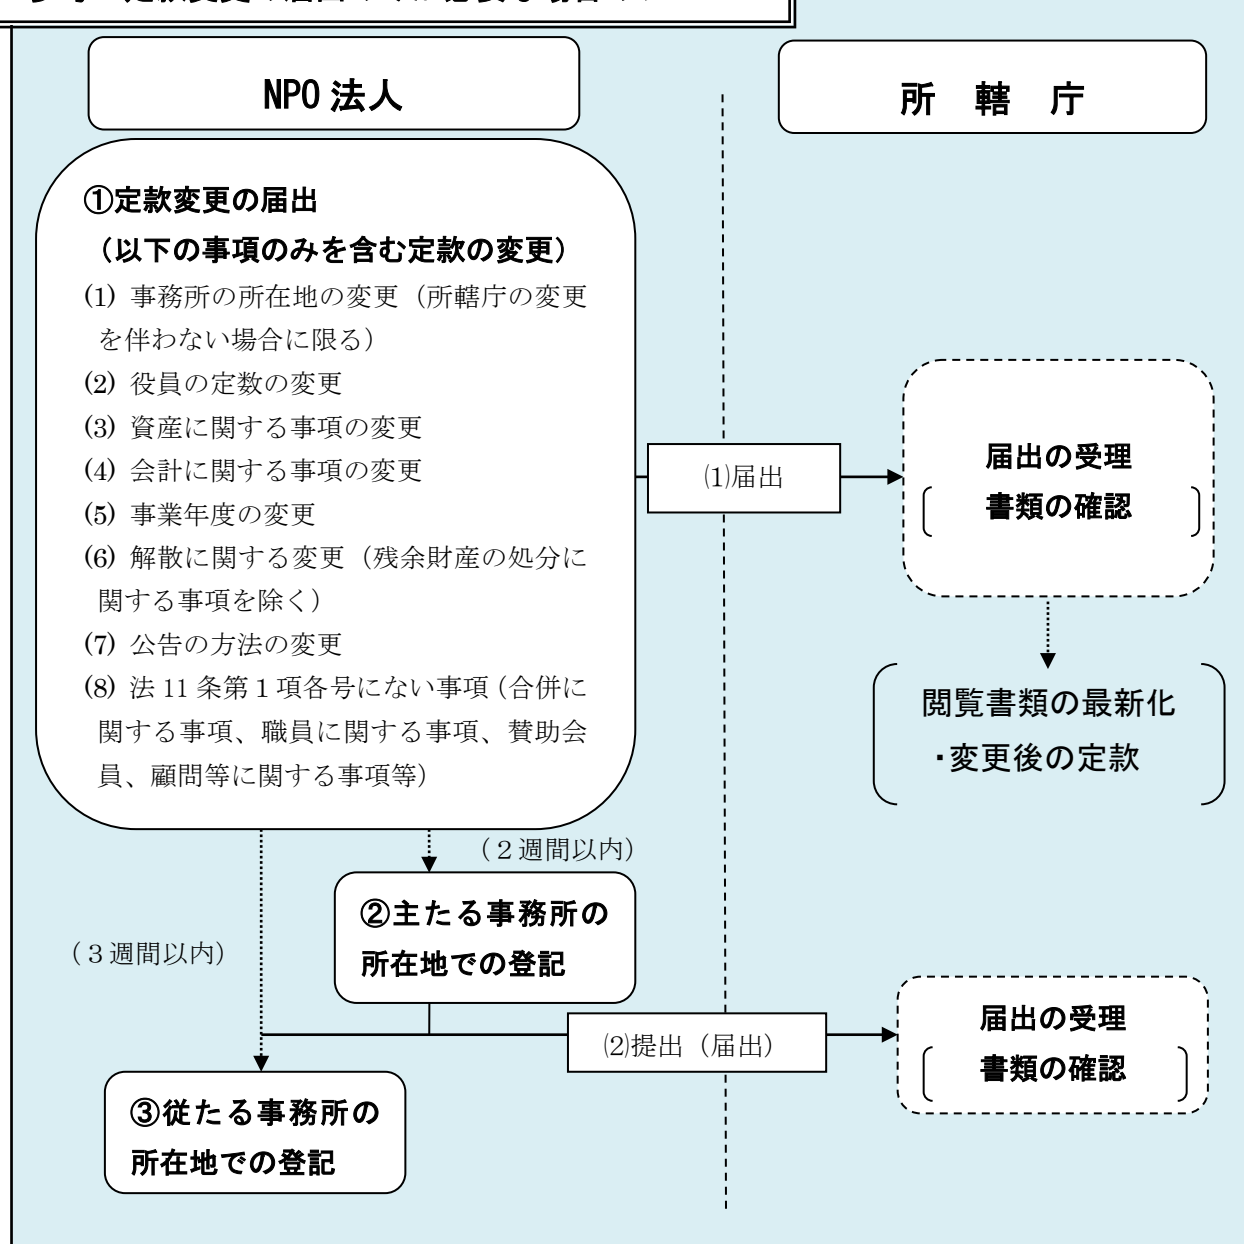 NPO 法人
所　轄　庁
①定款変更の届出
（以下の事項のみを含む定款の変更）
(1) 事務所の所在地の変更（所轄庁の変更
を伴わない場合に限る）
(2) 役員の定数の変更
(3) 資産に関する事項の変更
(4) 会計に関する事項の変更
(5) 事業年度の変更
(6) 解散に関する変更（残余財産の処分に
関する事項を除く）
(7) 公告の方法の変更
(8) 法 11 条第１項各号にない事項（合併に
関する事項、職員に関する事項、賛助会
員、顧問等に関する事項等）
⑴届出
届出の受理
書類の確認
閲覧書類の最新化
・変更後の定款
（２週間以内）
②主たる事務所の
所在地での登記
（３週間以内）
⑵提出（届出）
届出の受理
書類の確認
③従たる事務所の
所在地での登記